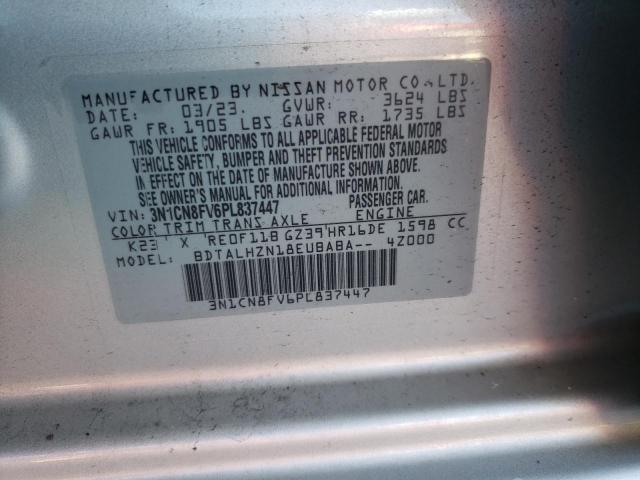 MANUFACTURED BY NISSAN MOTOR CO.,LTD.
DATE: 03/23. GVWR: 3624 LBS
GAWR FR: 1905 LBS GAWR RR: 1735 LBS
THIS VEHICLE CONFORMS TO ALL APPLICABLE FEDERAL MOTOR
VEHICLE SAFETY, BUMPER AND THEFT PREVENTION STANDARDS
IN EFFECT ON THE DATE OF MANUFACTURE SHOWN ABOVE.
SEE OWNER'S MANUAL FOR ADDITIONAL INFORMATION.
VIN: 3N1CN8FV6PL837447 PASSENGER CAR.
COLOR TRIM TRANS AXLE ENGINE
K23 X RE0F11B GZ39 HR16DE 1598 CC
BDTALHZN18EUBABA-- 4Z000
3N1CN8FV6PL837447